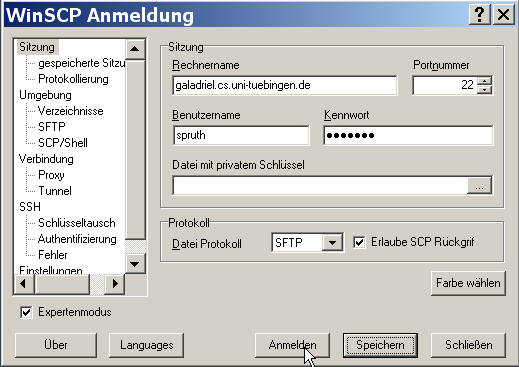 WinSCP Anmeldung
Sitzung
gespeicherte Sitzu
Protokollierung
Umgebung
Verzeichnisse
SFTP
SCP/Shell
Verbindung
Proxy
Tunnel
SSH
Schlüsseltausch
Authentifizierung
Fehler
Einstellungen
Expertenmodus
Sitzung
Rechnername
Portnummer
galadriel.cs.uni-tuebingen.de
22
Benutzername
Kennwort
spruth
●●●●●●●
Datei mit privatem Schlüssel
...
Protokoll
Datei Protokoll
SFTP
Erlaube SCP Rückgrif
Farbe wählen
Über
Languages
Anmelden
Speichern
Schließen